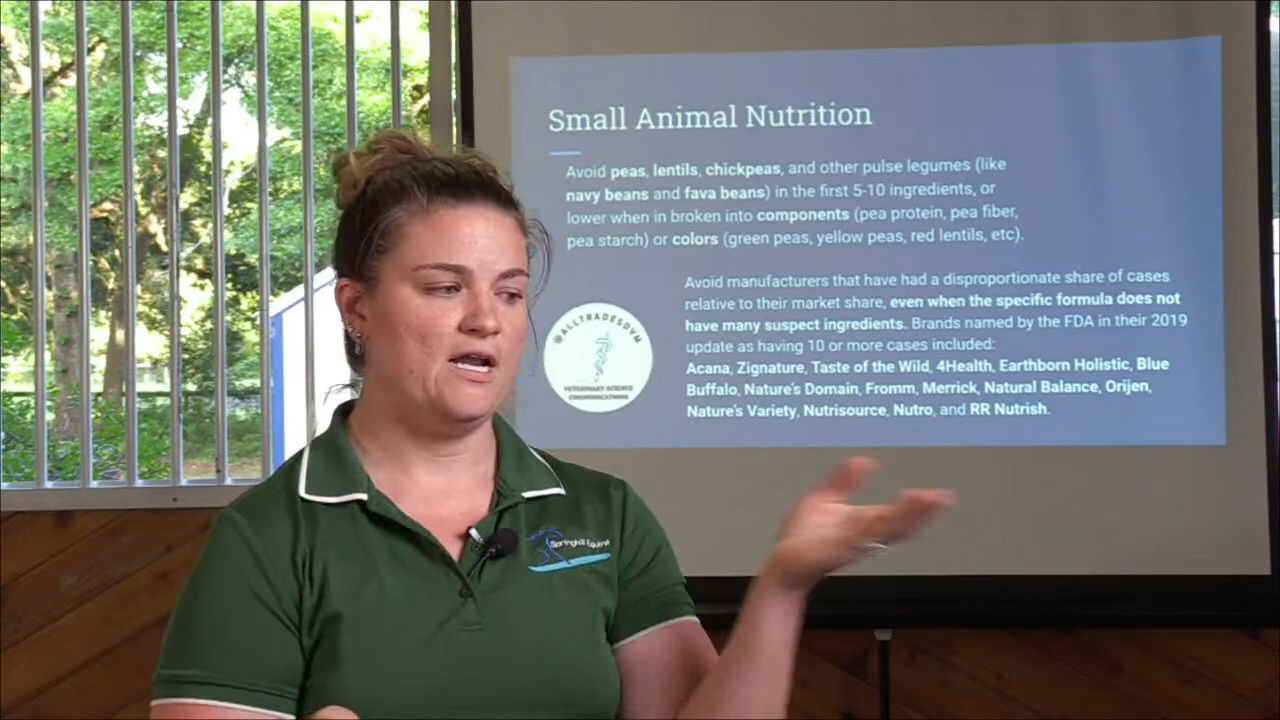 Small Animal Nutrition
Avoid peas, lentils, chickpeas, and other pulse legumes (like
navy beans and fava beans) in the first 5-10 ingredients, or
lower when in broken into components (pea protein, pea fiber,
pea starch) or colors (green peas, yellow peas, red lentils, etc).
Avoid manufacturers that have had a disproportionate share of cases
relative to their market share, even when the specific formula does not
have many suspect ingredients. Brands named by the FDA in their 2019
update as having 10 or more cases included:
Acana, Zignature, Taste of the Wild, 4Health, Earthborn Holistic, Blue
Buffalo, Nature's Domain, Fromm, Merrick, Natural Balance, Orijen,
Nature's Variety, Nutrisource, Nutro, and RR Nutrish.
@ALLTRADESDVM
VETERINARY SCIENCE
COMMUNICATIONS
Springhill Equine